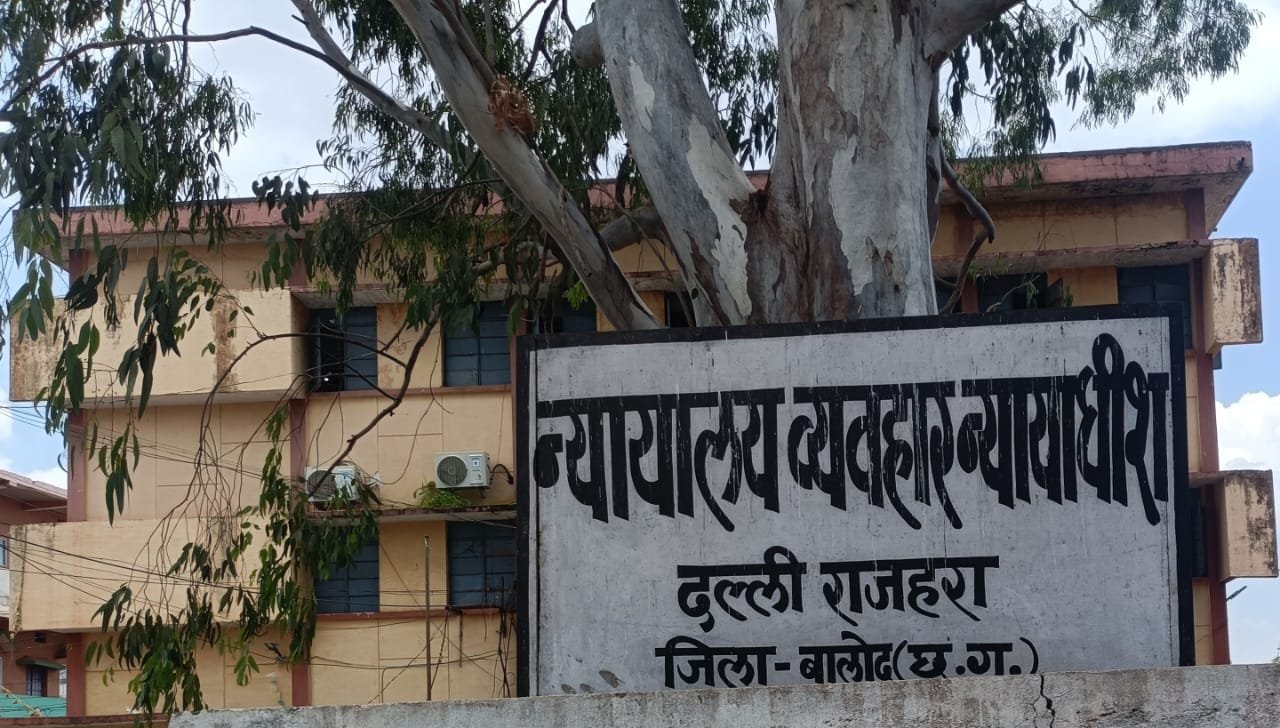 न्यायालय व्यवहार न्यायाधीश
दल्ली राजहरा
जिला-बालोद(छ.ग.)